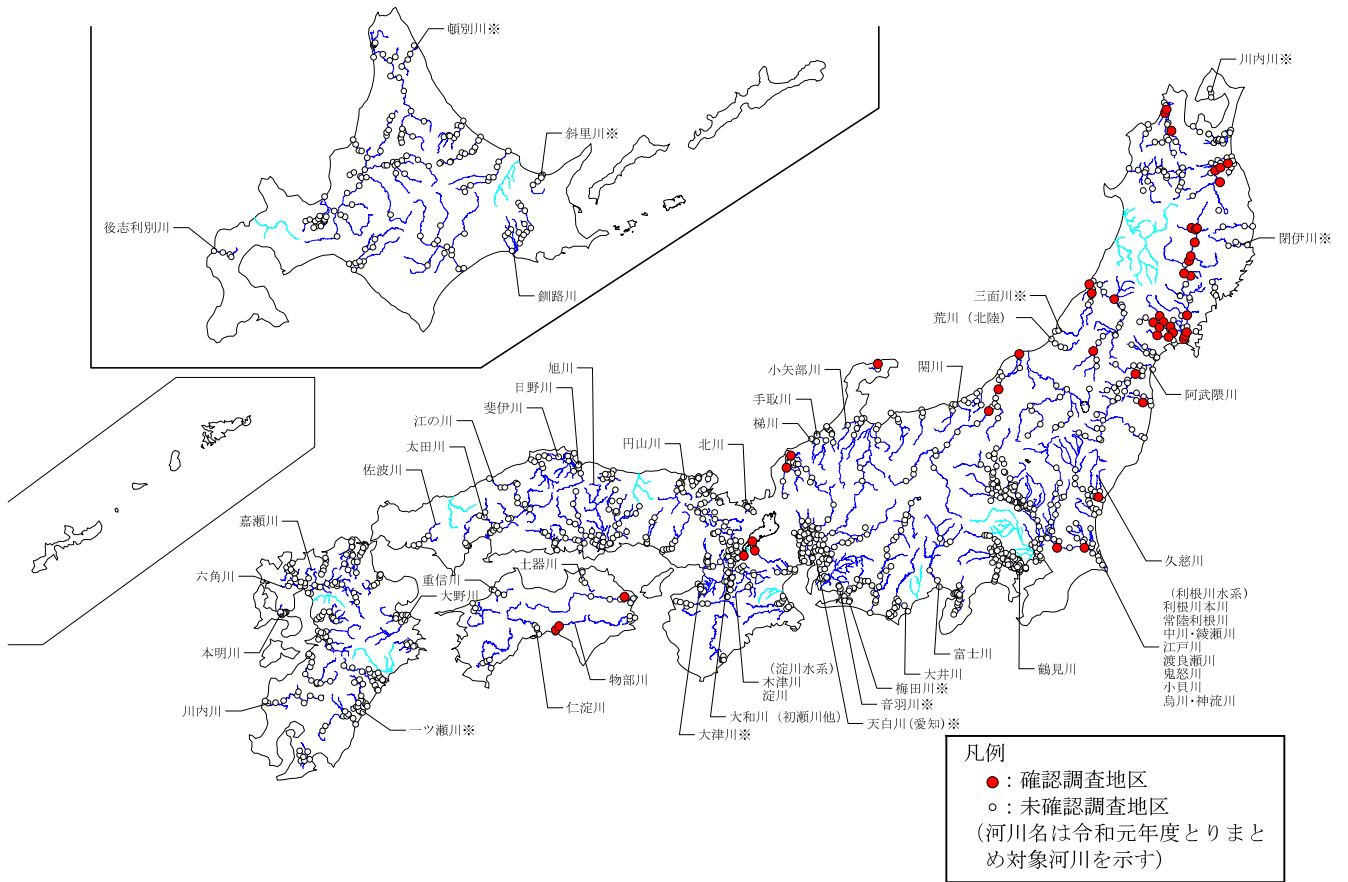 頓別川※
斜里川※
後志利別川
釧路川
川内川※
閉伊川※
三面川※
荒川（北陸）
阿武隈川
関川
小矢部川
手取川
梯川
旭川
日野川
斐伊川
江の川
太田川
佐波川
円山川
北川
嘉瀬川
六角川
重信川
土器川
大野川
本明川
川内川
一ツ瀬川※
物部川
仁淀川
（淀川水系）
木津川
淀川
大和川（初瀬川他）
大津川※
富士川
大井川
梅田川※
音羽川※
天白川(愛知)※
鶴見川
久慈川
（利根川水系）
利根川本川
常陸利根川
中川・綾瀬川
江戸川
渡良瀬川
鬼怒川
小貝川
烏川・神流川
凡例
：確認調査地区
：未確認調査地区
（河川名は令和元年度とりまと
め対象河川を示す）